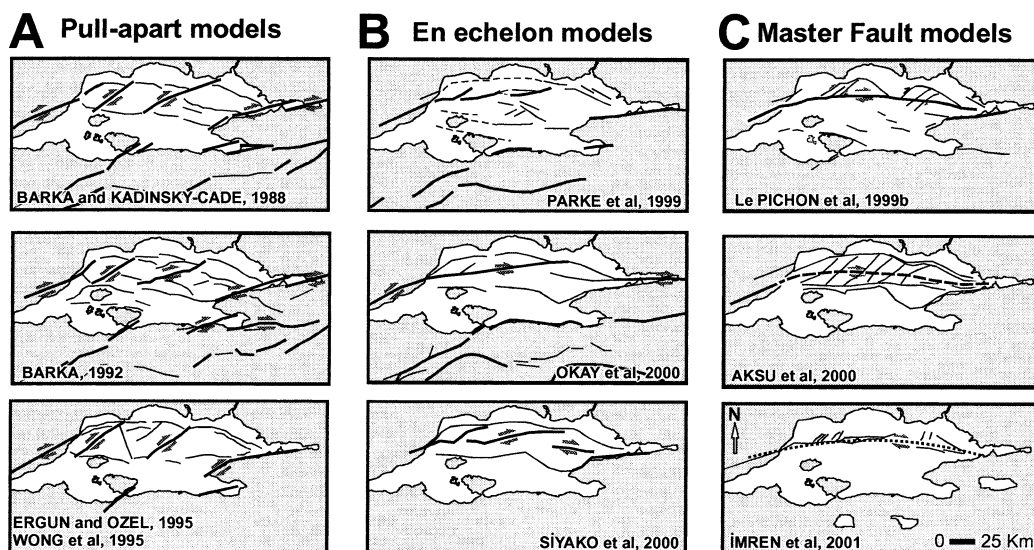 A Pull-apart models
B En echelon models
C Master Fault models
BARKA and KADINSKY-CADE, 1988
PARKE et al, 1999
Le PICHON et al, 1999b
BARKA, 1992
OKAY et al, 2000
AKSU et al, 2000
ERGUN and OZEL, 1995
WONG et al, 1995
SİYAKO et al, 2000
N
İMREN et al, 2001
0 25 Km